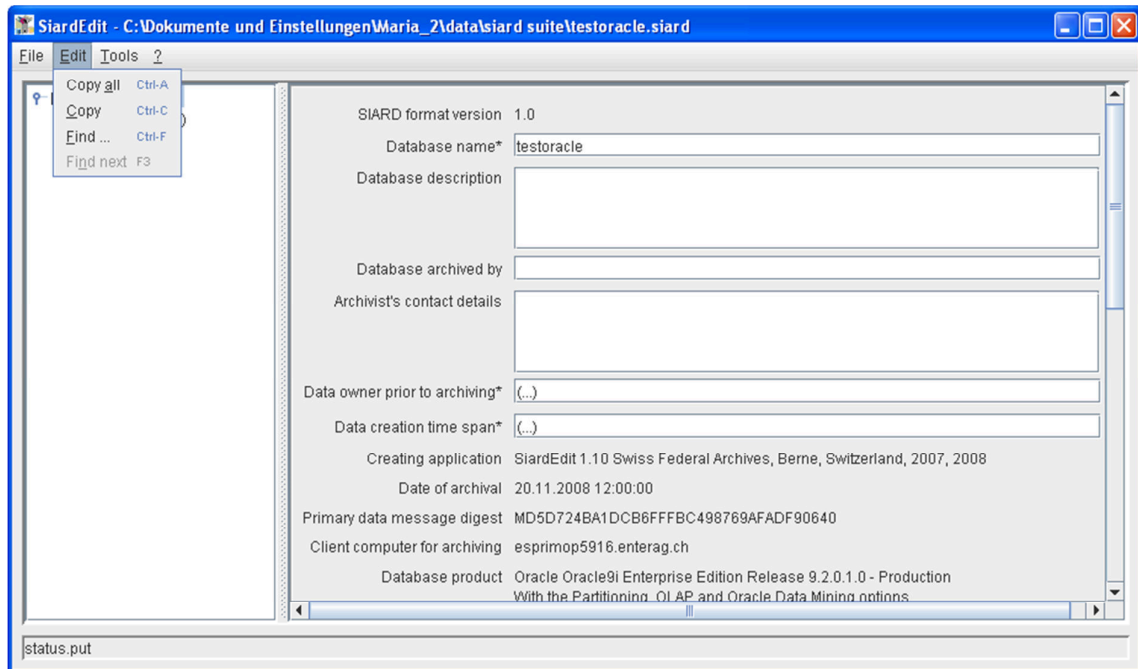 SiardEdit - C:\Dokumente und Einstellungen\Maria_2\data\siard suite\testoracle.siard
File Edit Tools ?
Copy all Ctrl-A
Copy Ctrl-C
Find ... Ctrl-F
Find next F3
)
SIARD format version 1.0
Database name* testoracle
Database description
Database archived by
Archivist's contact details
Data owner prior to archiving* (...)
Data creation time span* (...)
Creating application SiardEdit 1.10 Swiss Federal Archives, Berne, Switzerland, 2007, 2008
Date of archival 20.11.2008 12:00:00
Primary data message digest MD5D724BA1DCB6FFFBC498769AFADF90640
Client computer for archiving esprimop5916.enterag.ch
Database product Oracle Oracle9i Enterprise Edition Release 9.2.0.1.0 - Production
With the Partitioning, OLAP and Oracle Data Mining options
status.put